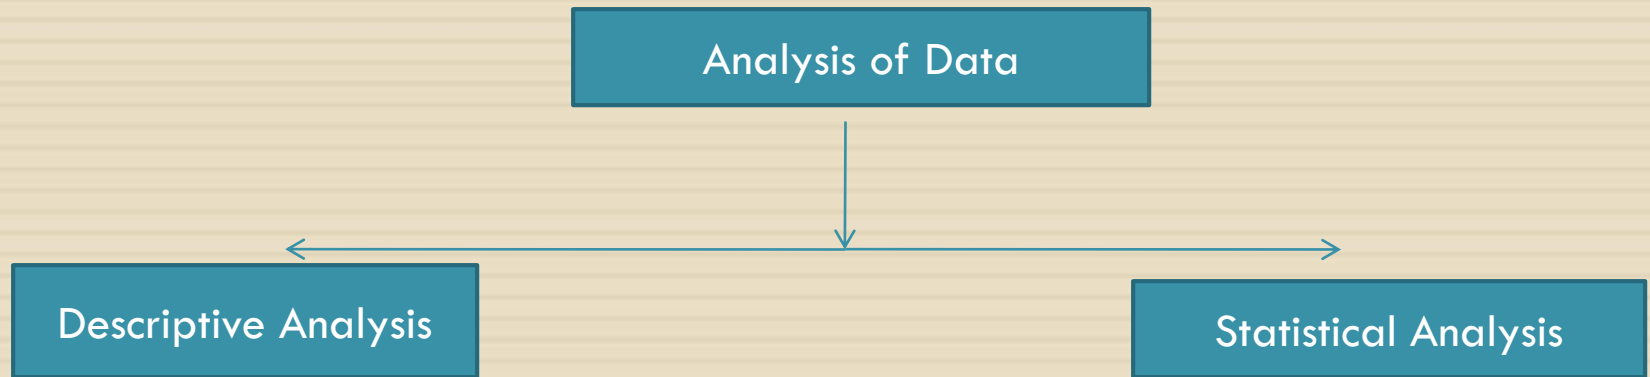 Analysis of Data
Descriptive Analysis
Statistical Analysis